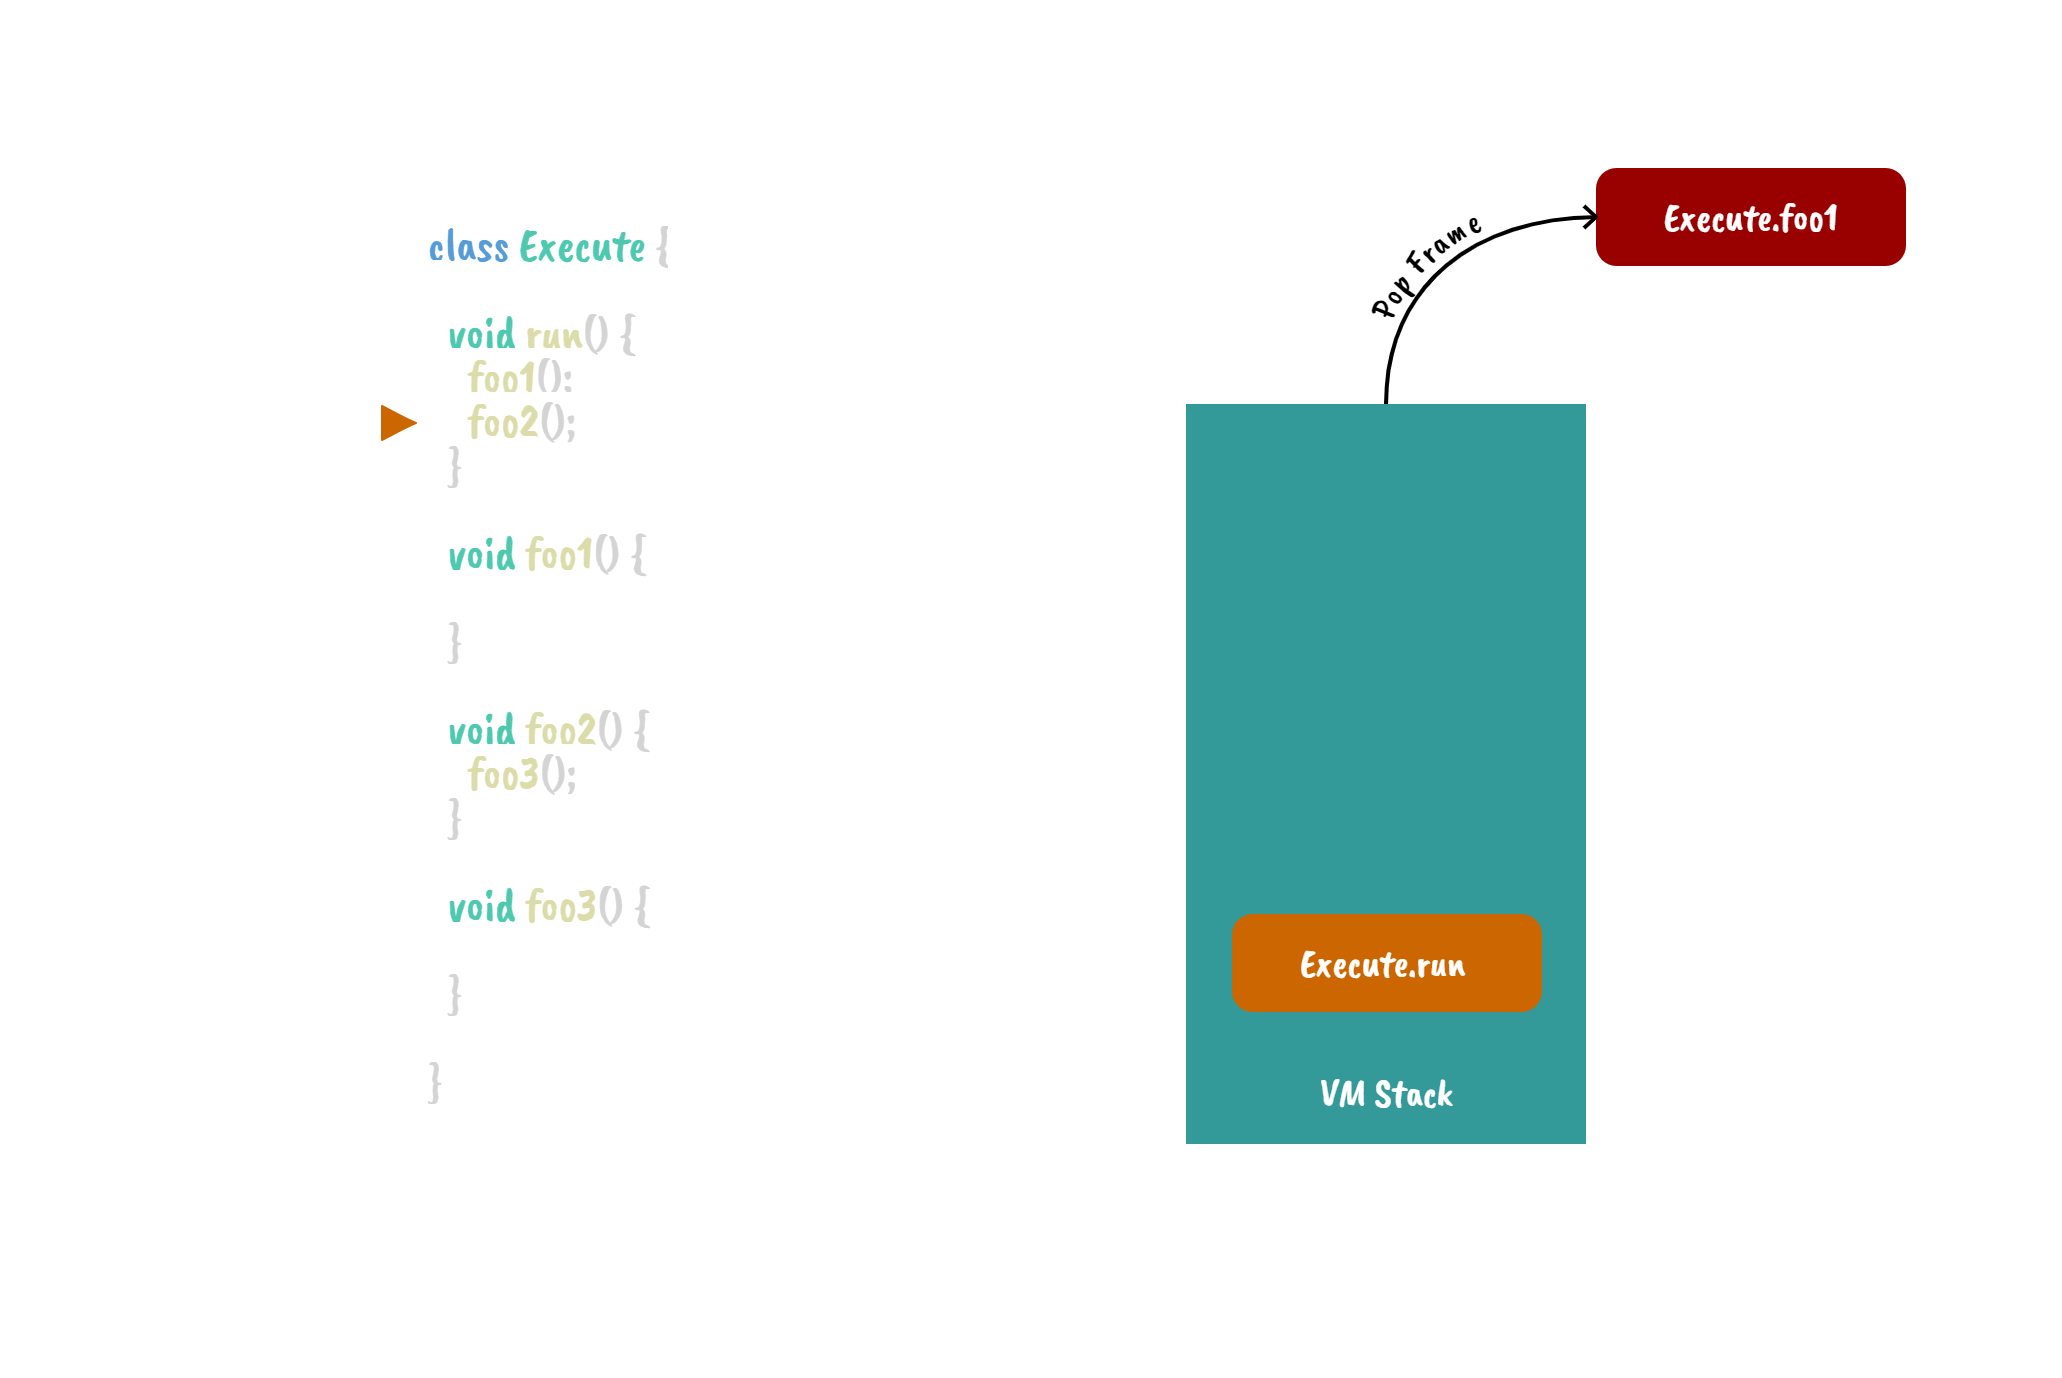 class Execute {
void run() {
foo1();
foo2();
}
void foo1() {
}
void foo2() {
foo3();
}
void foo3() {
}
}
Pop Frame
Execute.foo1
Execute.run
VM Stack